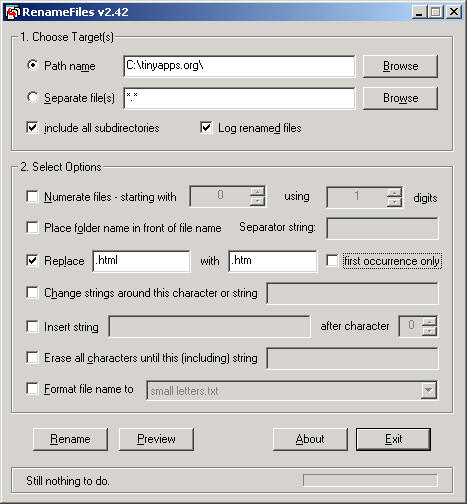 RenameFiles v2.42
1. Choose Target(s)
Path name C:\tinyapps.org\ Browse
Separate file(s) *.* Browse
include all subdirectories Log renamed files
2. Select Options
Numerate files - starting with 0 using 1 digits
Place folder name in front of file name Separator string:
Replace .html with .htm first occurrence only
Change strings around this character or string
Insert string after character 0
Erase all characters until this (including) string
Format file name to small letters.txt
Rename Preview About Exit
Still nothing to do.